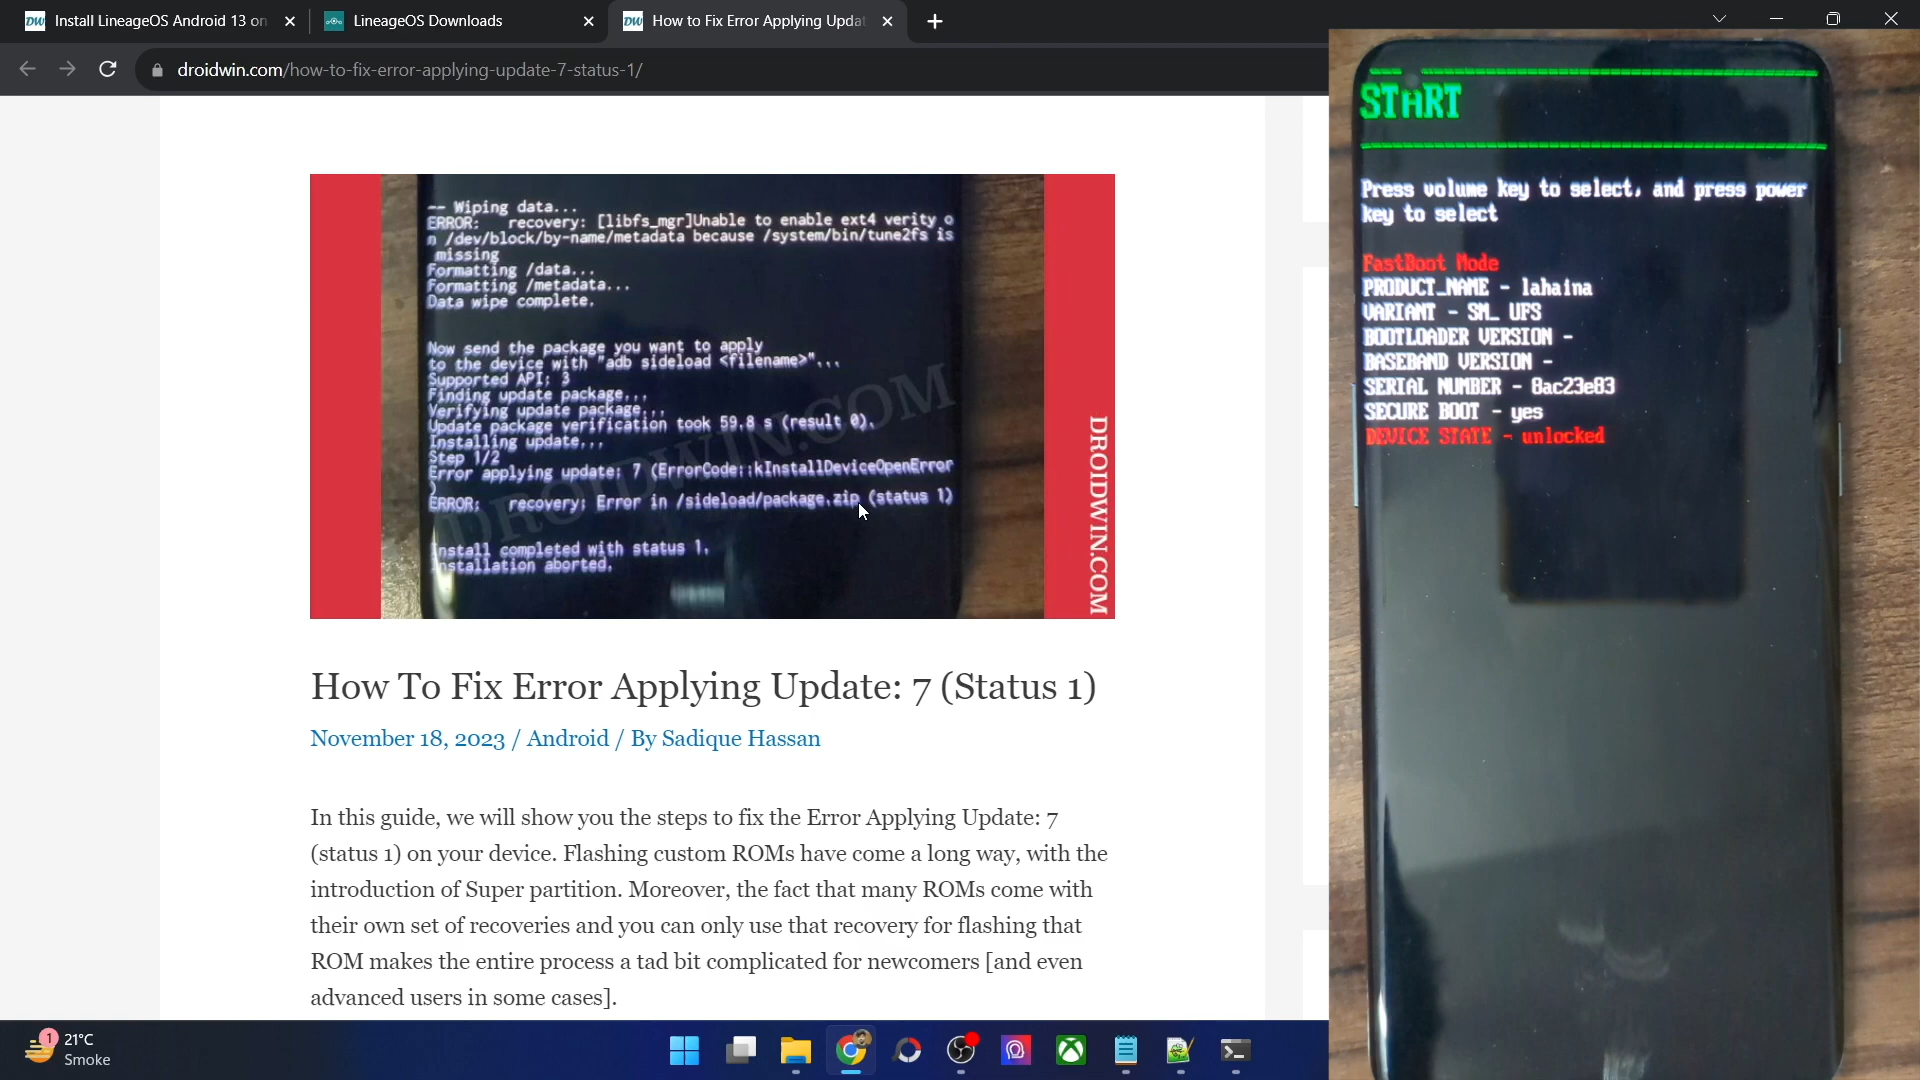 Install LineageOS Android 13 on
LineageOS Downloads
How to Fix Error Applying Updat
droidwin.com/how-to-fix-error-applying-update-7-status-1/
-- Wiping data...
ERROR: recovery: [libfs_mgr]Unable to enable ext4 verity o
n /dev/block/by-name/metadata because /system/bin/tune2fs is
missing
Formatting /data...
Formatting /metadata...
Data wipe complete.
Now send the package you want to apply
to the device with "adb sideload <filename>"...
Supported API: 3
Finding update package...
Verifying update package...
Update package verification took 59.8 s (result 0).
Installing update...
Step 1/2
Error applying update: 7 (ErrorCode::kInstallDeviceOpenError
)
ERROR: recovery: Error in /sideload/package.zip (status 1)
Install completed with status 1.
Installation aborted.
DROIDWIN.COM
DROIDWIN.COM
How To Fix Error Applying Update: 7 (Status 1)
November 18, 2023 / Android / By Sadique Hassan
In this guide, we will show you the steps to fix the Error Applying Update: 7
(status 1) on your device. Flashing custom ROMs have come a long way, with the
introduction of Super partition. Moreover, the fact that many ROMs come with
their own set of recoveries and you can only use that recovery for flashing that
ROM makes the entire process a tad bit complicated for newcomers [and even
advanced users in some cases].
START
Press volume key to select, and press power
key to select
FastBoot Mode
PRODUCT_NAME - lahaina
VARIANT - SM_ UFS
BOOTLOADER VERSION -
BASEBAND VERSION -
SERIAL NUMBER - 8ac23e83
SECURE BOOT - yes
DEVICE STATE - unlocked
1
21°C
Smoke